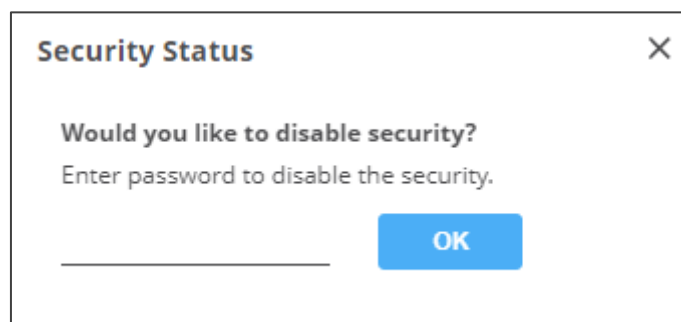 Security Status
Would you like to disable security?
Enter password to disable the security.
OK